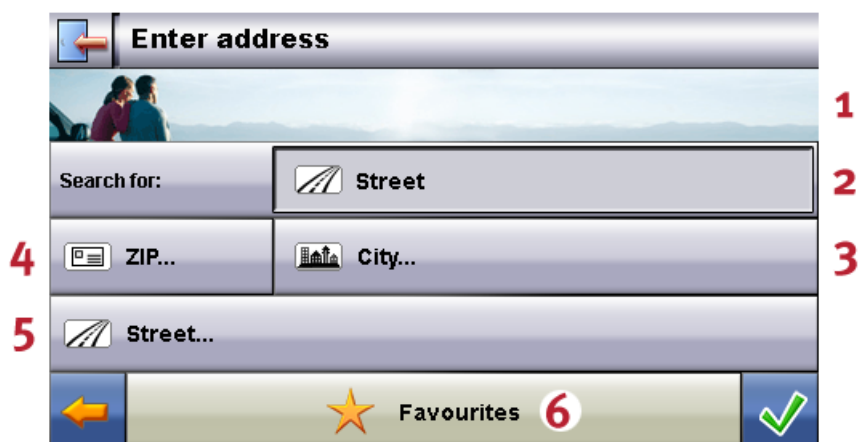 Enter address
1
Search for: Street 2
4 ZIP... City... 3
5 Street...
Favourites 6